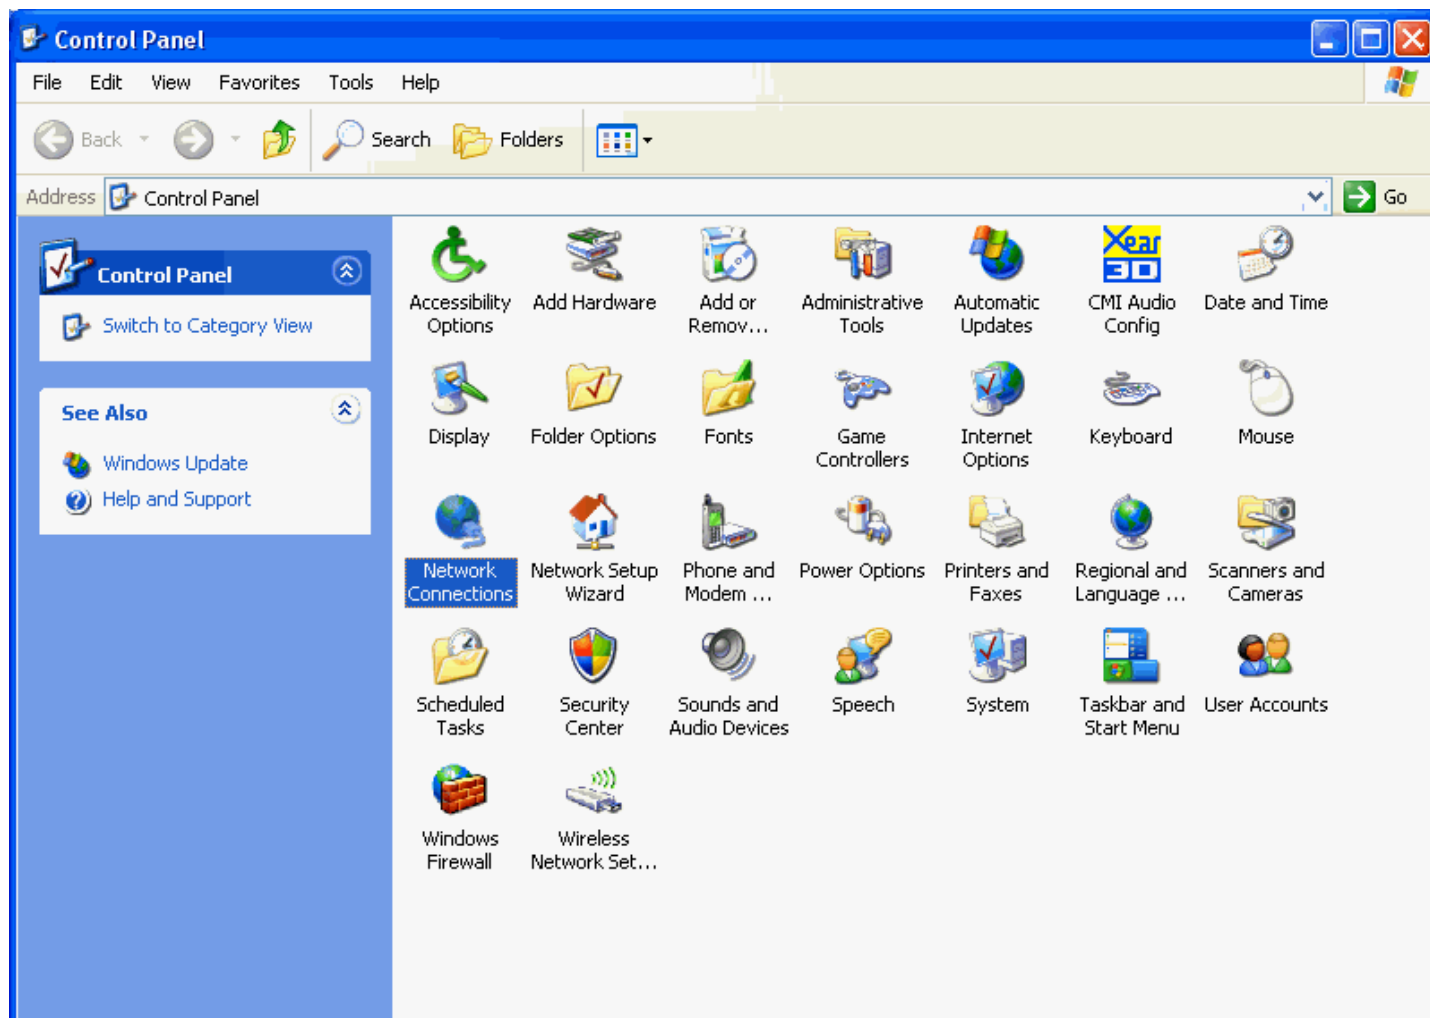 Control Panel
File Edit View Favorites Tools Help
Back Search Folders
Address Control Panel Go
Control Panel
Switch to Category View
See Also
Windows Update
Help and Support
Accessibility Options
Add Hardware
Add or Remov...
Administrative Tools
Automatic Updates
Xear 3D
CMI Audio Config
Date and Time
Display
Folder Options
Fonts
Game Controllers
Internet Options
Keyboard
Mouse
Network Connections
Network Setup Wizard
Phone and Modem ...
Power Options
Printers and Faxes
Regional and Language ...
Scanners and Cameras
Scheduled Tasks
Security Center
Sounds and Audio Devices
Speech
System
Taskbar and Start Menu
User Accounts
Windows Firewall
Wireless Network Set...